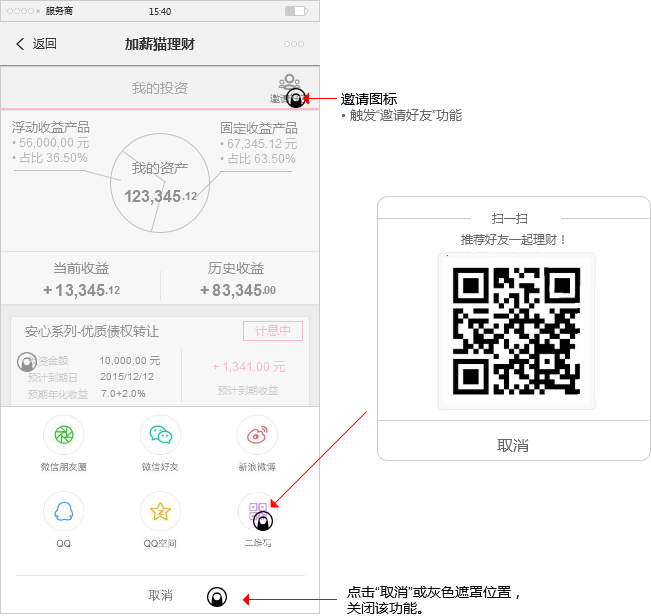 服务商
15:40
返回
加薪猫理财
我的投资
邀请图标
• 触发“邀请好友”功能
浮动收益产品
• 56,000.00 元
• 占比 36.50%
固定收益产品
• 67,345.12 元
• 占比 63.50%
我的资产
123,345.12
当前收益
+13,345.12
历史收益
+83,345.00
安心系列-优质债权转让
计息中
资金额
10,000.00 元
预计到期日
2015/12/12
预期年化收益
7.0+2.0%
+ 1,341.00 元
预计到期收益
微信朋友圈
微信好友
新浪微博
QQ
QQ空间
二维码
取消
扫一扫
推荐好友一起理财！
取消
点击“取消”或灰色遮罩位置，
关闭该功能。